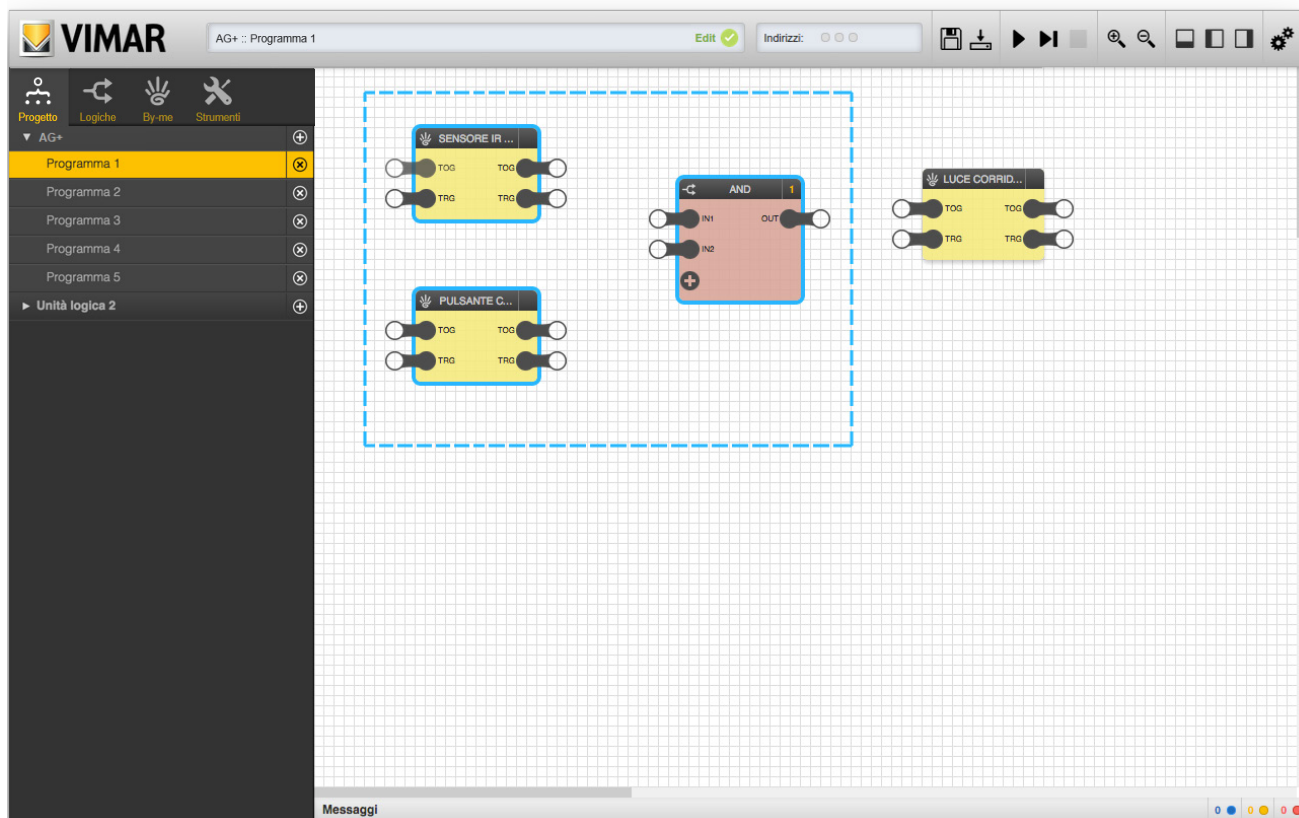 VIMAR
AG+ :: Programma 1
Edit
Indirizzi:
Progetto
Logiche
By-me
Strumenti
AG+
Programma 1
Programma 2
Programma 3
Programma 4
Programma 5
Unità logica 2
SENSORE IR ...
TOG TOG
TRG TRG
AND 1
IN1 OUT
IN2
LUCE CORRID...
TOG TOG
TRG TRG
PULSANTE C...
TOG TOG
TRG TRG
Messaggi
0 0 0